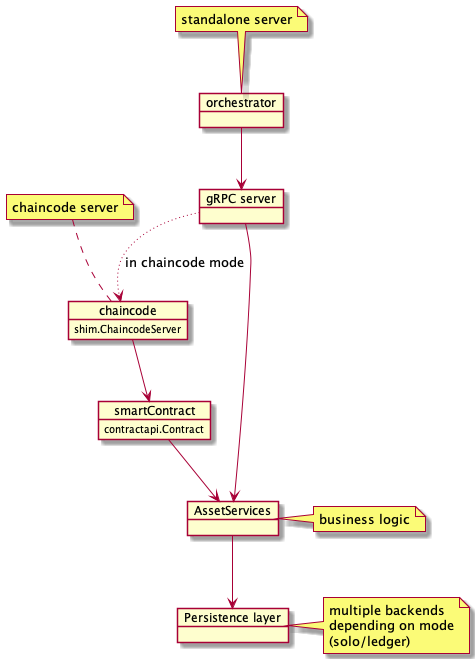 standalone server
orchestrator
gRPC server
chaincode server
in chaincode mode
chaincode
shim.ChaincodeServer
smartContract
contractapi.Contract
AssetServices
business logic
Persistence layer
multiple backends
depending on mode
(solo/ledger)